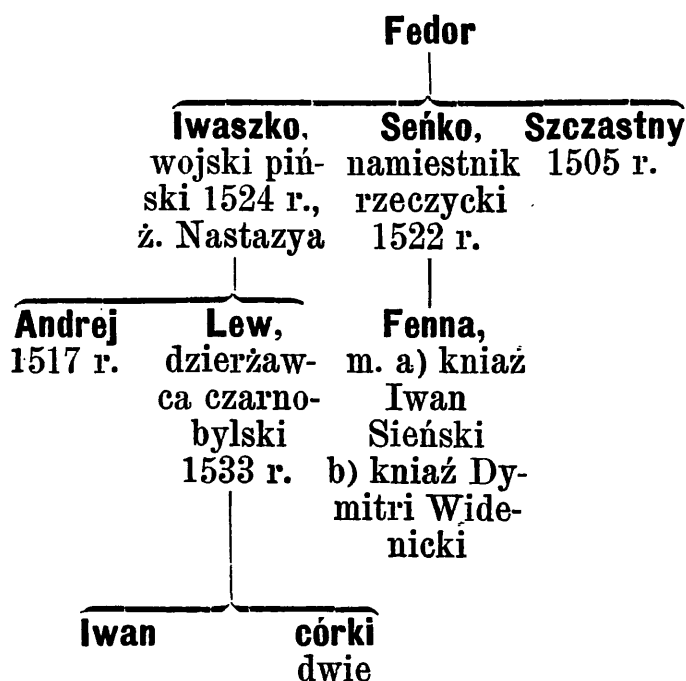 Fedor
Iwaszko, Seńko, Szczastny
wojski piń- namiestnik 1505 r.
ski 1524 r., rzeczycki
ż. Nastazya 1522 r.
Andrej Lew, Fenna,
1517 r. dzierżaw- m. a) kniaź
ca czarno- Iwan
bylski Sieński
1533 r. b) kniaź Dy-
mitri Wide-
nicki
Iwan córki
dwie